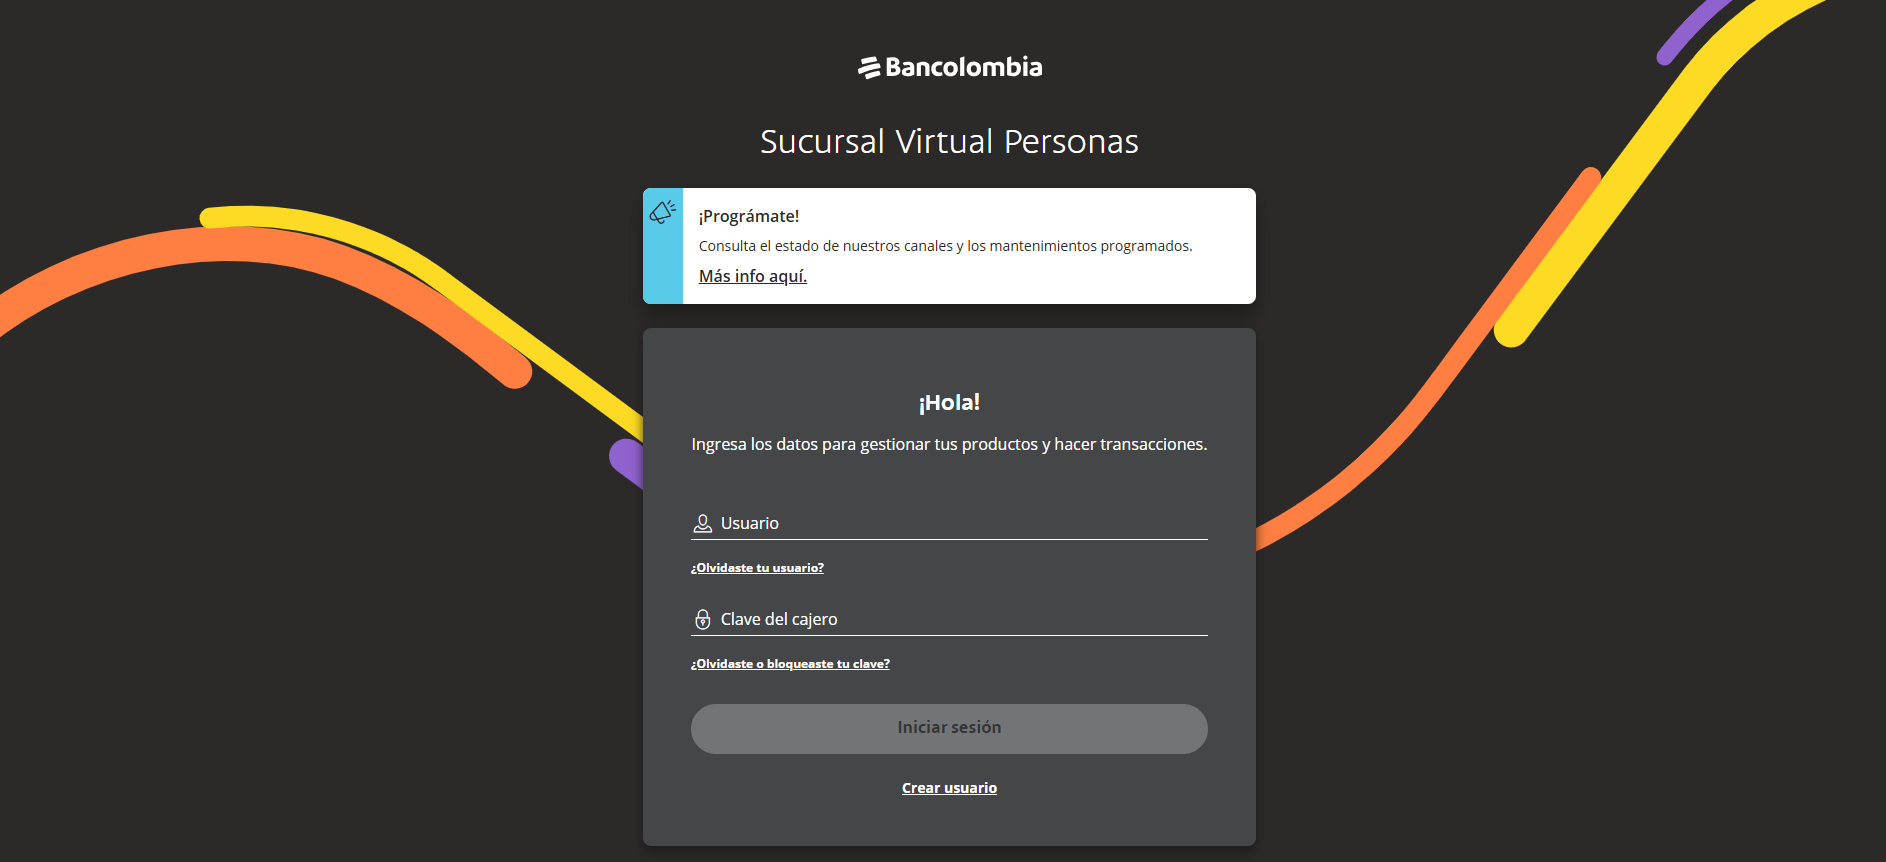 Bancolombia
Sucursal Virtual Personas
¡Prográmate!
Consulta el estado de nuestros canales y los mantenimientos programados.
Más info aquí.
¡Hola!
Ingresa los datos para gestionar tus productos y hacer transacciones.
Usuario
¿Olvidaste tu usuario?
Clave del cajero
¿Olvidaste o bloqueaste tu clave?
Iniciar sesión
Crear usuario